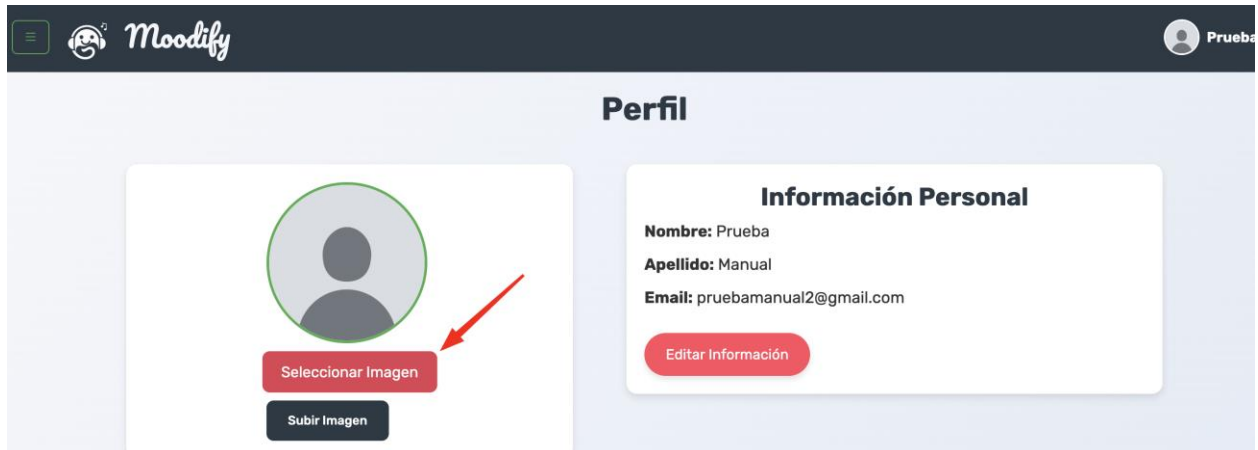 Moodify
Prueba
Perfil
Seleccionar Imagen
Subir Imagen
Información Personal
Nombre: Prueba
Apellido: Manual
Email: pruebamanual2@gmail.com
Editar Información